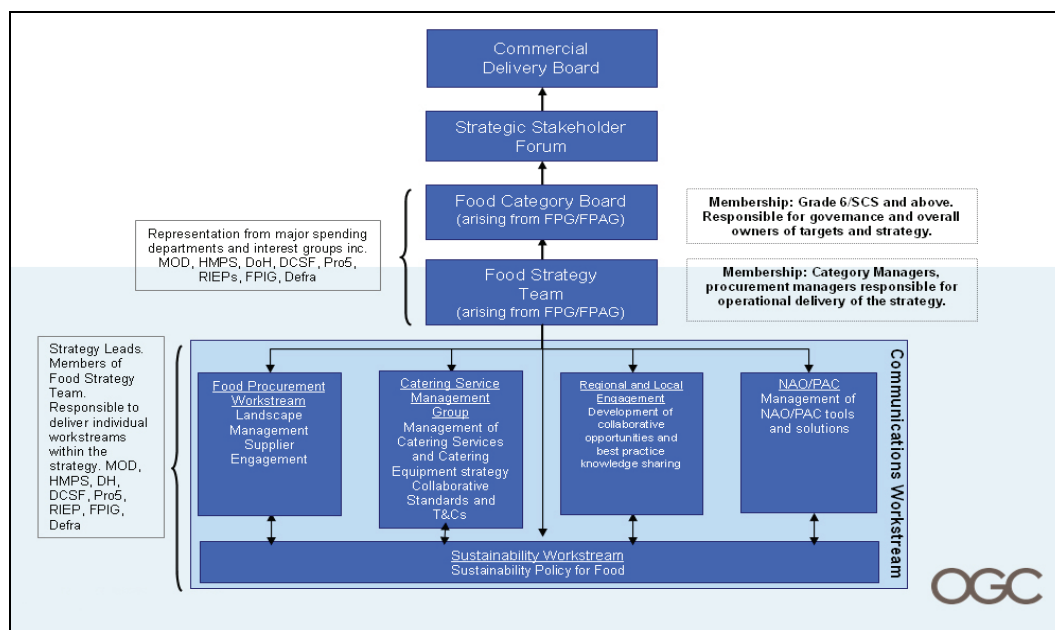 Commercial
Delivery Board
Strategic Stakeholder
Forum
Food Category Board
(arising from FPG/FPAG)
Membership: Grade 6/SCS and above.
Responsible for governance and overall
owners of targets and strategy.
Representation from major spending
departments and interest groups inc.
MOD, HMPS, DoH, DCSF, Pro5,
RIEPs, FPIG, Defra
Food Strategy
Team
(arising from FPG/FPAG)
Membership: Category Managers,
procurement managers responsible for
operational delivery of the strategy.
Strategy Leads.
Members of
Food Strategy
Team.
Responsible to
deliver individual
workstreams
within the
strategy. MOD,
HMPS, DH,
DCSF, Pro5,
RIEP, FPIG,
Defra
Food Procurement
Workstream
Landscape
Management
Supplier
Engagement
Catering Service
Management
Group
Management of
Catering Services
and Catering
Equipment strategy
Collaborative
Standards and
T&Cs
Regional and Local
Engagement
Development of
collaborative
opportunities and
best practice
knowledge sharing
NAO/PAC
Management of
NAO/PAC tools
and solutions
Communications Workstream
Sustainability Workstream
Sustainability Policy for Food
OGC